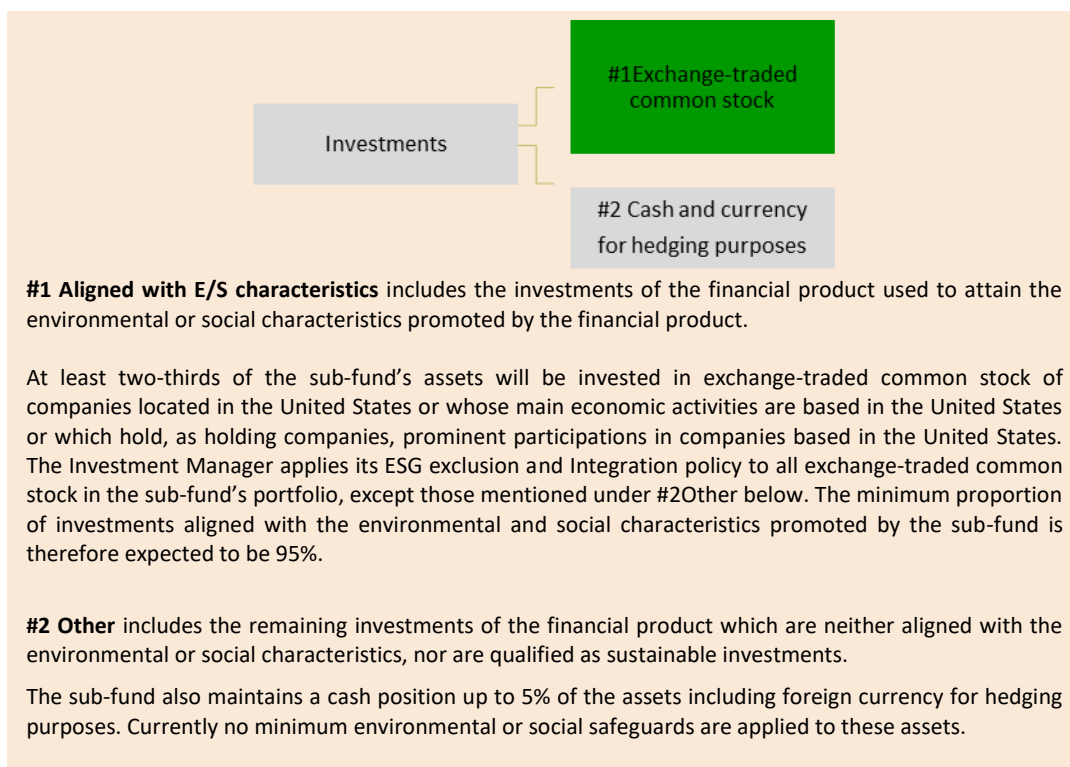 #1Exchange-traded
common stock
Investments
#2 Cash and currency
for hedging purposes
#1 Aligned with E/S characteristics includes the investments of the financial product used to attain the
environmental or social characteristics promoted by the financial product.
At least two-thirds of the sub-fund’s assets will be invested in exchange-traded common stock of
companies located in the United States or whose main economic activities are based in the United States
or which hold, as holding companies, prominent participations in companies based in the United States.
The Investment Manager applies its ESG exclusion and Integration policy to all exchange-traded common
stock in the sub-fund’s portfolio, except those mentioned under #2Other below. The minimum proportion
of investments aligned with the environmental and social characteristics promoted by the sub-fund is
therefore expected to be 95%.
#2 Other includes the remaining investments of the financial product which are neither aligned with the
environmental or social characteristics, nor are qualified as sustainable investments.
The sub-fund also maintains a cash position up to 5% of the assets including foreign currency for hedging
purposes. Currently no minimum environmental or social safeguards are applied to these assets.